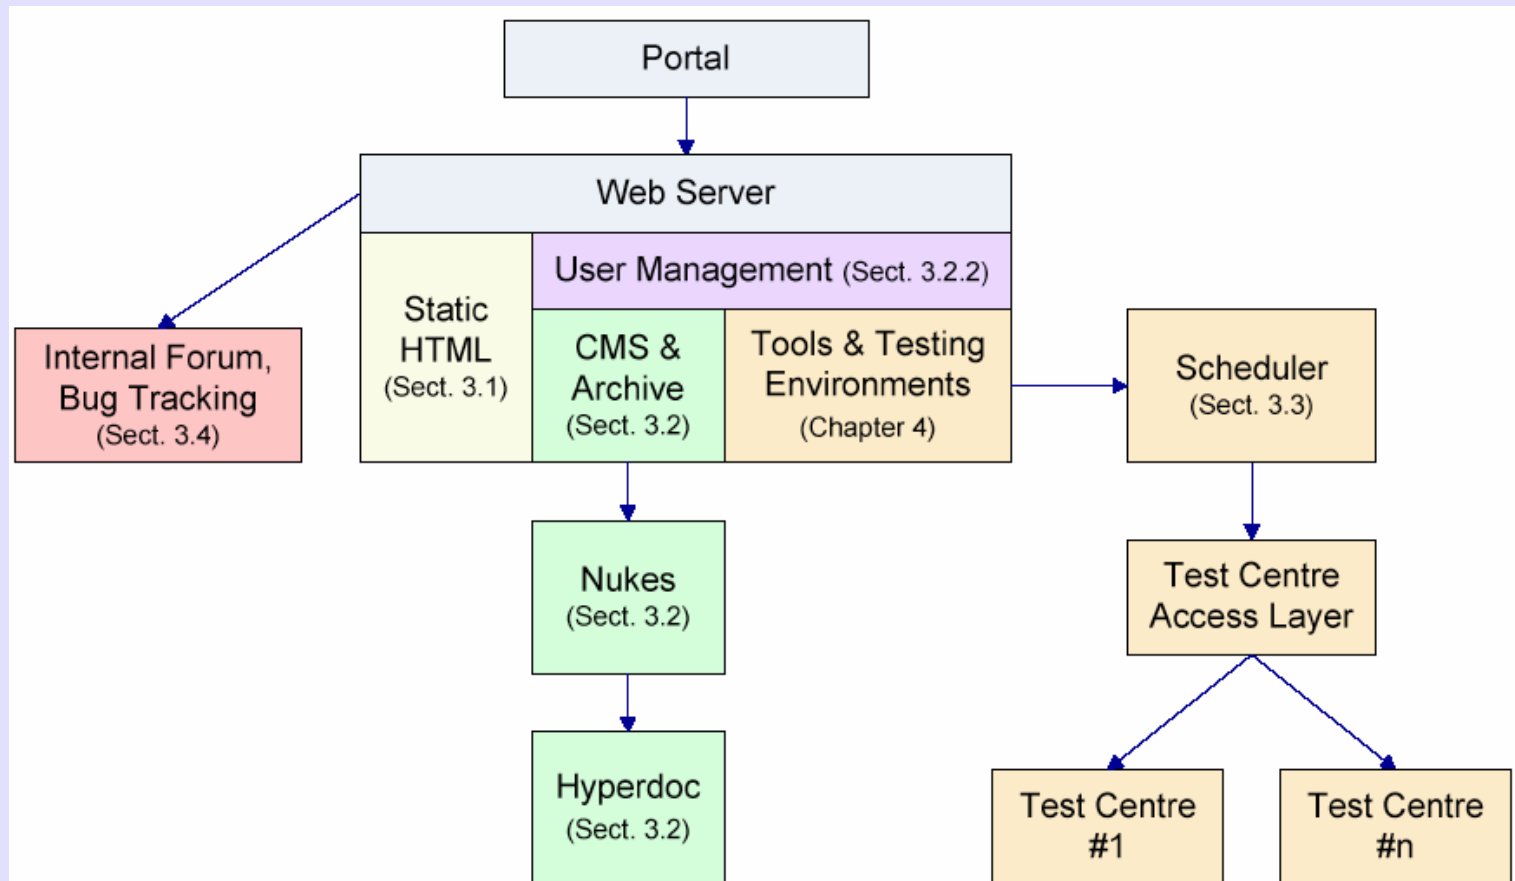 Portal
Web Server
User Management (Sect. 3.2.2)
Static
HTML
(Sect. 3.1)
CMS &
Archive
(Sect. 3.2)
Tools & Testing
Environments
(Chapter 4)
Internal Forum,
Bug Tracking
(Sect. 3.4)
Scheduler
(Sect. 3.3)
Nukes
(Sect. 3.2)
Test Centre
Access Layer
Hyperdoc
(Sect. 3.2)
Test Centre
#1
Test Centre
#n